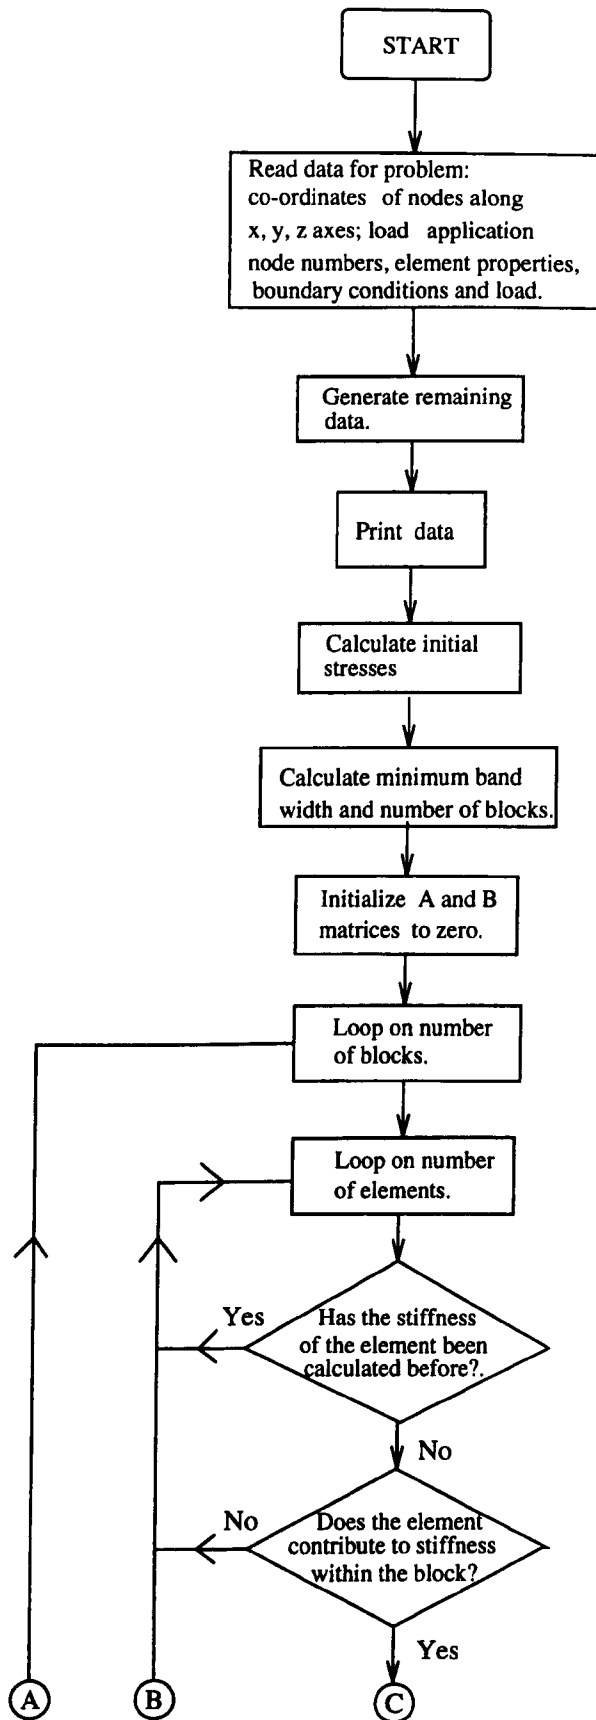 START
Read data for problem:
co-ordinates of nodes along
x, y, z axes; load application
node numbers, element properties,
boundary conditions and load.
Generate remaining
data.
Print data
Calculate initial
stresses
Calculate minimum band
width and number of blocks.
Initialize A and B
matrices to zero.
Loop on number
of blocks.
Loop on number
of elements.
Yes
Has the stiffness
of the element been
calculated before?.
No
No
Does the element
contribute to stiffness
within the block?
Yes
A B C